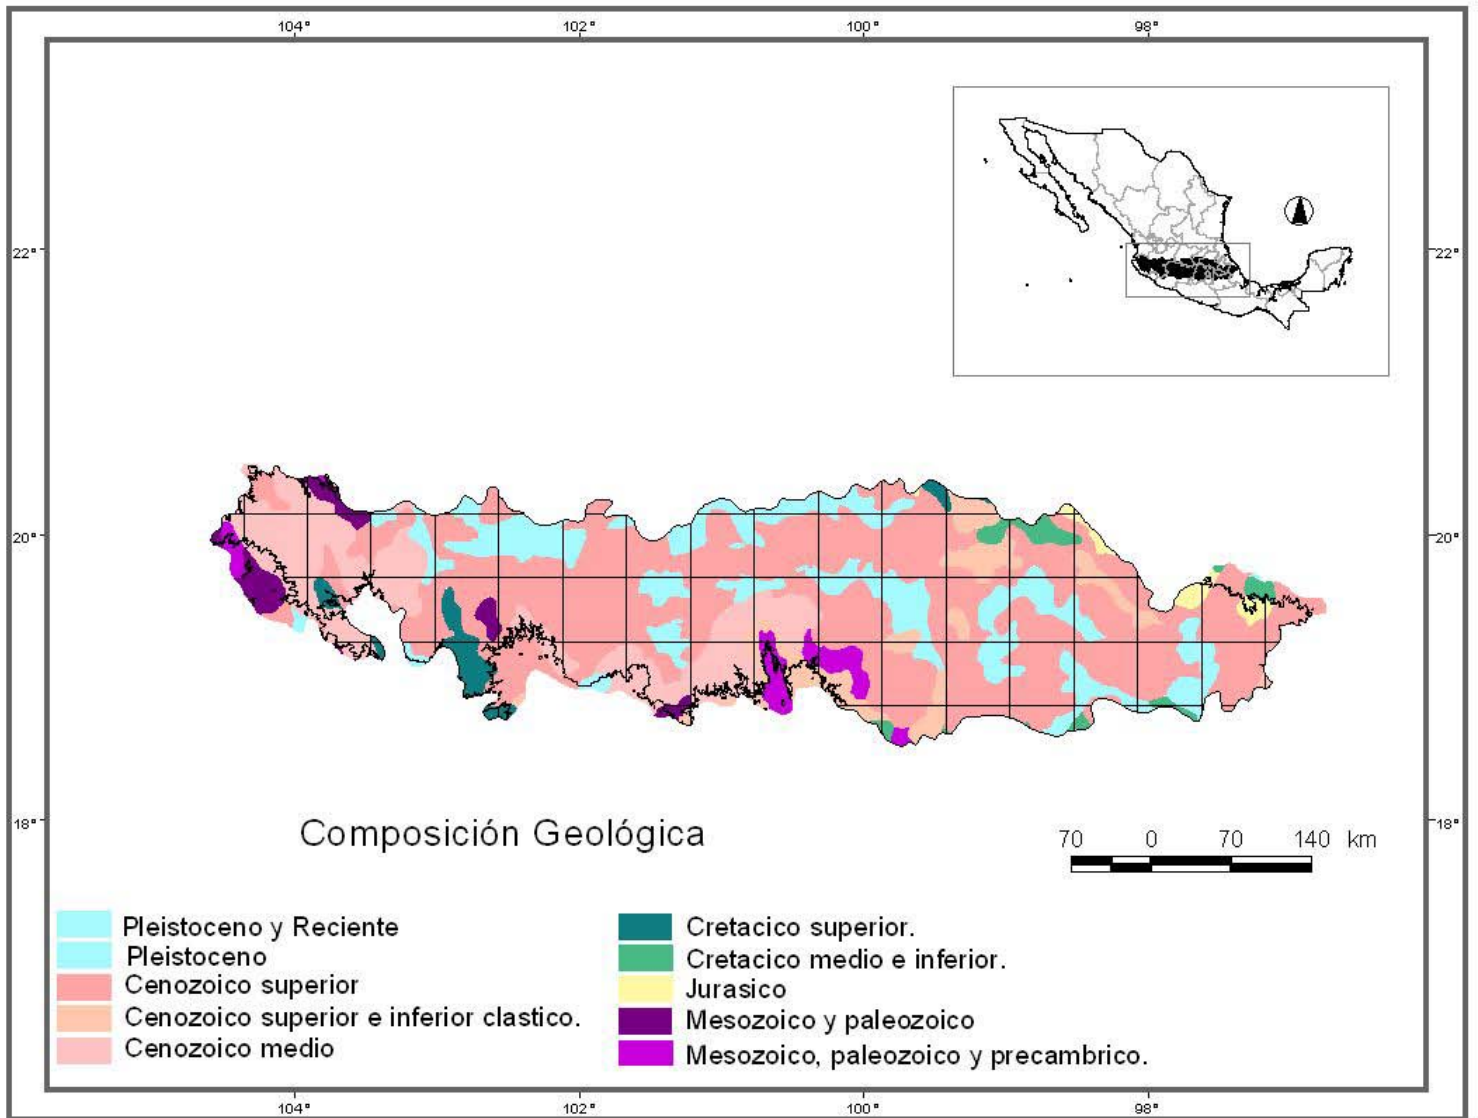 104° 102° 100° 98°
22° 22°
20° 20°
18° 18°
Composición Geológica
70 0 70 140 km
Pleistoceno y Reciente
Pleistoceno
Cenozoico superior
Cenozoico superior e inferior clastico.
Cenozoico medio
Cretacico superior.
Cretacico medio e inferior.
Jurasico
Mesozoico y paleozoico
Mesozoico, paleozoico y precambrico.
104° 102° 100° 98°